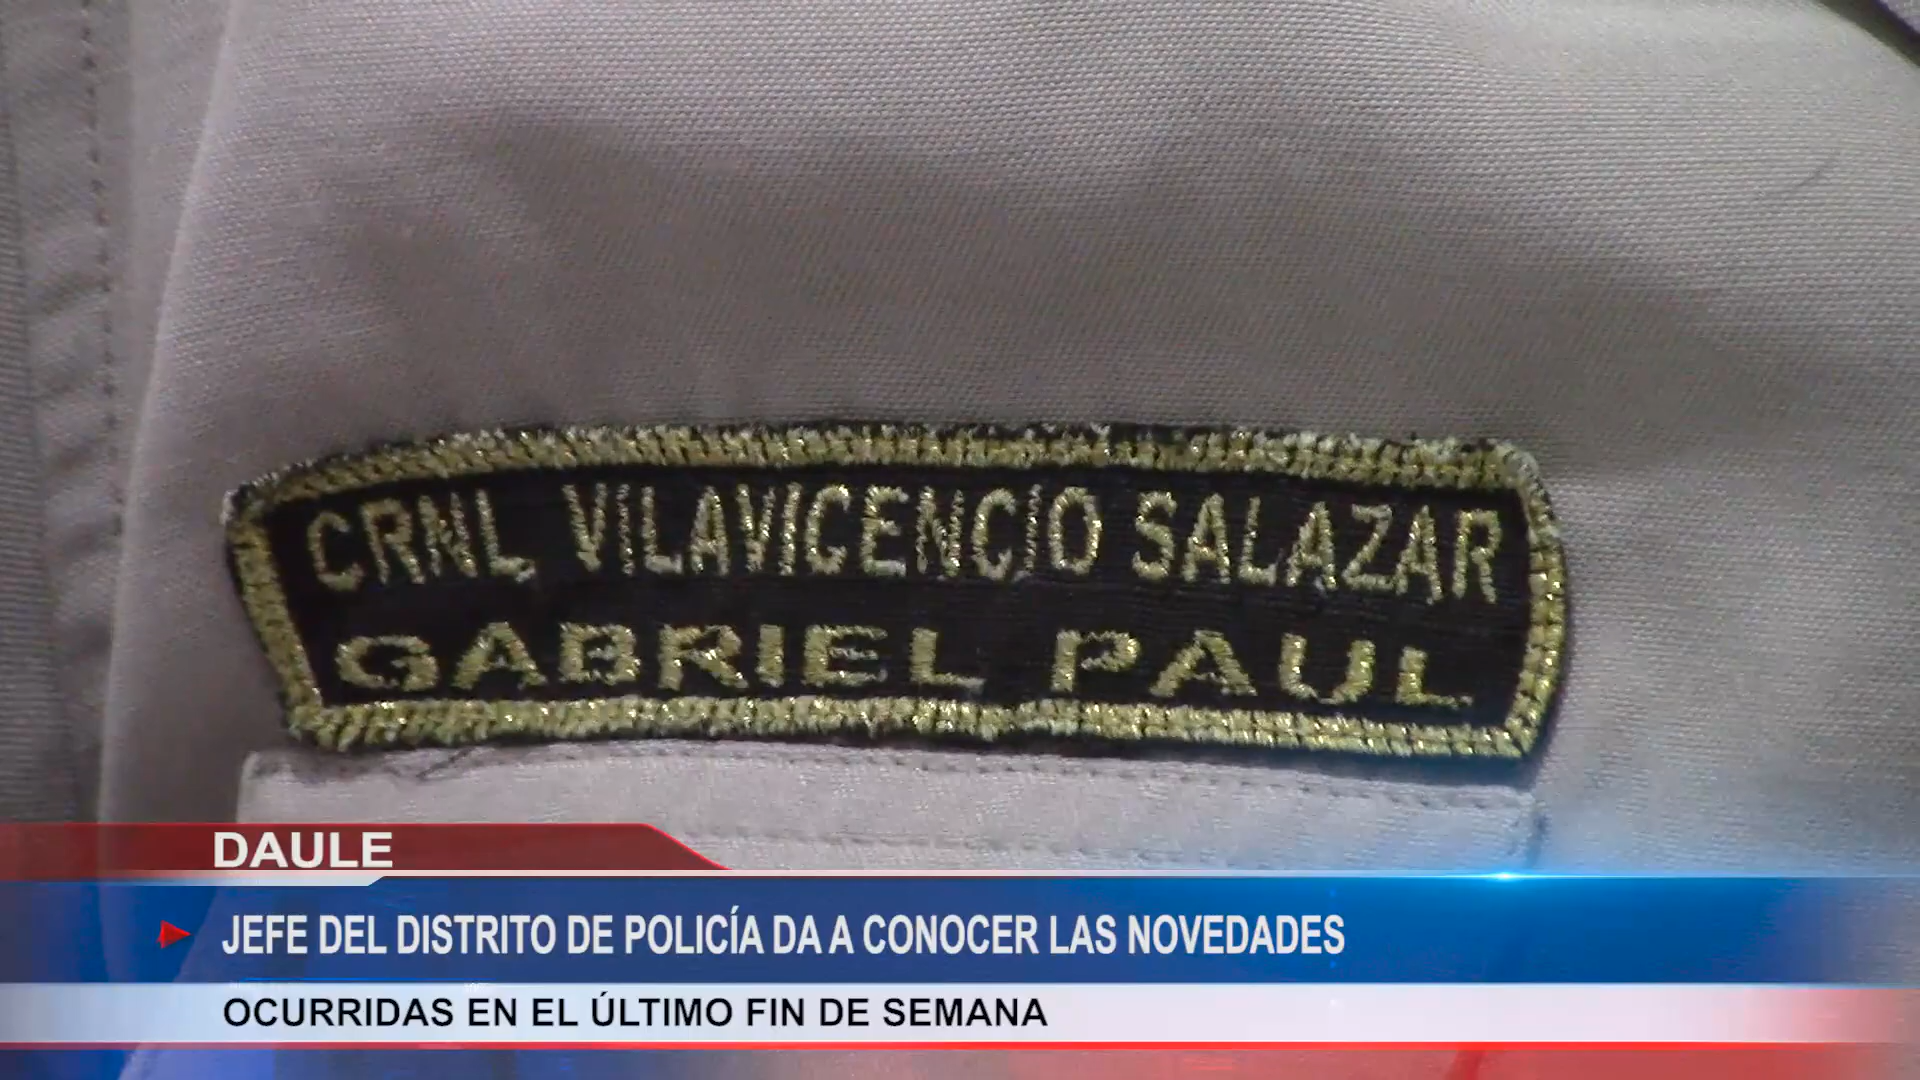 CRNL VILAVICENCIO SALAZAR
GABRIEL PAUL
DAULE
JEFE DEL DISTRITO DE POLICÍA DA A CONOCER LAS NOVEDADES
OCURRIDAS EN EL ÚLTIMO FIN DE SEMANA